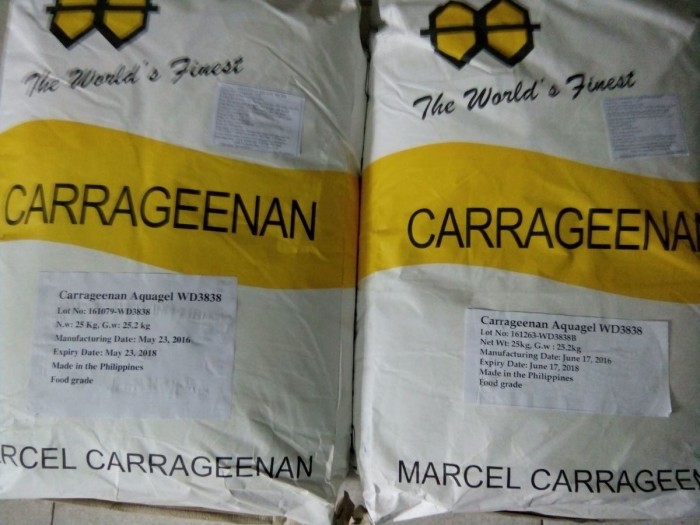 The World's Finest
CARRAGEENAN
Carrageenan Aquagel WD3838
Lot No: 161079-WD3838
N.w: 25 Kg, G.w: 25.2 kg
Manufacturing Date: May 23, 2016
Expiry Date: May 23, 2018
Made in the Philippines
Food grade
RCEL CARRAGEENAN
The World's Finest
CARRAGEENA
Carrageenan Aquagel WD3838
Lot No: 161263-WD3838B
Net Wt: 25kg, G.w : 25.2kg
Manufacturing Date: June 17, 2016
Expiry Date: June 17, 2018
Made in the Philippines
Food grade
MARCEL CARRAGEEN